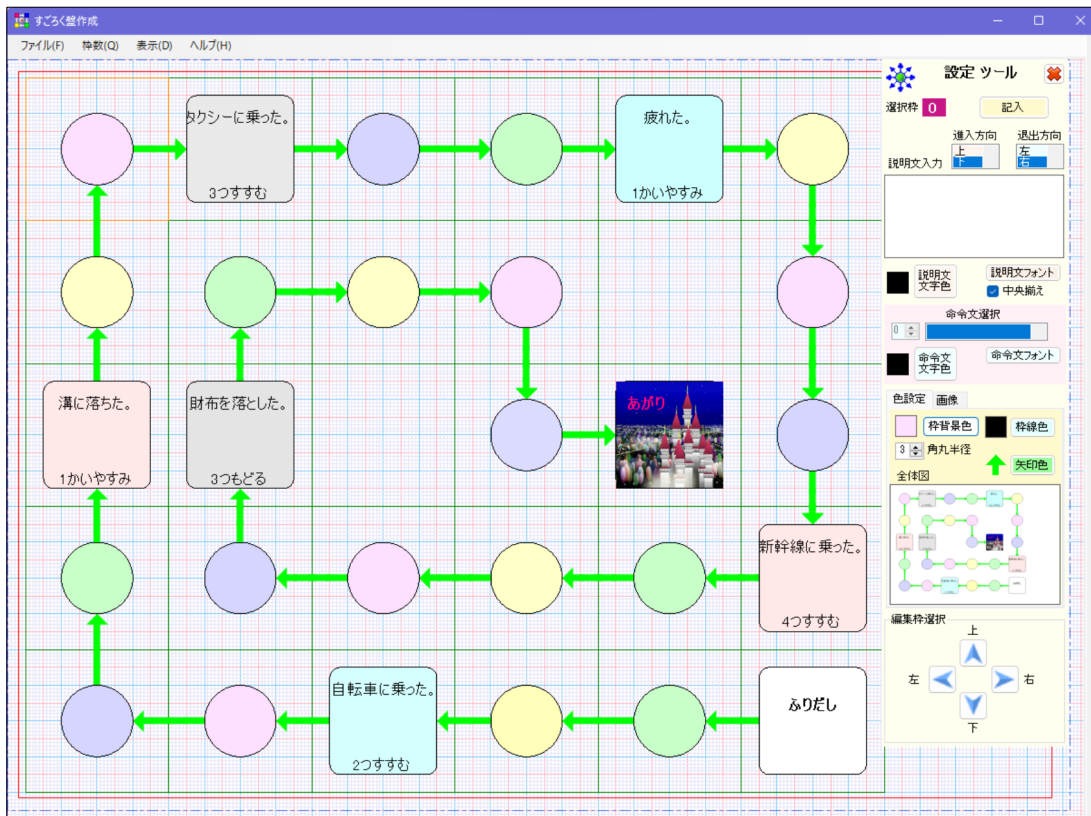 すごろく盤作成
ファイル(F) 枠数(Q) 表示(D) ヘルプ(H)
タクシーに乗った。
3つすすむ
疲れた。
1かいやすみ
溝に落ちた。
1かいやすみ
財布を落とした。
3つもどる
あがり
新幹線に乗った。
4つすすむ
自転車に乗った。
2つすすむ
ふりだし
設定 ツール
選択枠 0 記入
進入方向 退出方向
上 左
下 右
説明文入力
説明文
文字色
説明文フォント
中央揃え
命令文選択
0
命令文
文字色
命令文フォント
色設定 画像
枠背景色 枠線色
3 角丸半径
矢印色
全体図
編集枠選択
上
左 右
下